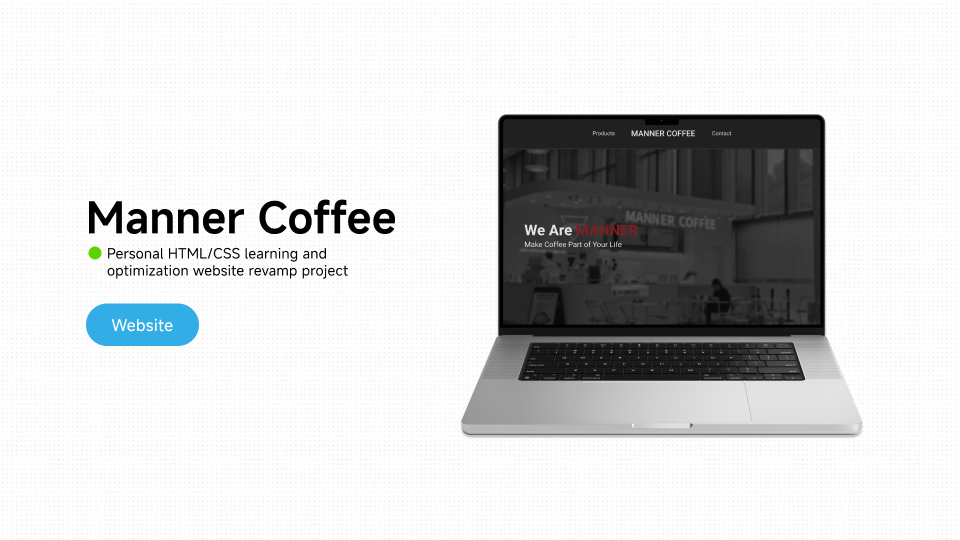 Manner Coffee
Personal HTML/CSS learning and
optimization website revamp project
Website
Products MANNER COFFEE Contact
MANNER COFFEE
We Are MANNER
Make Coffee Part of Your Life